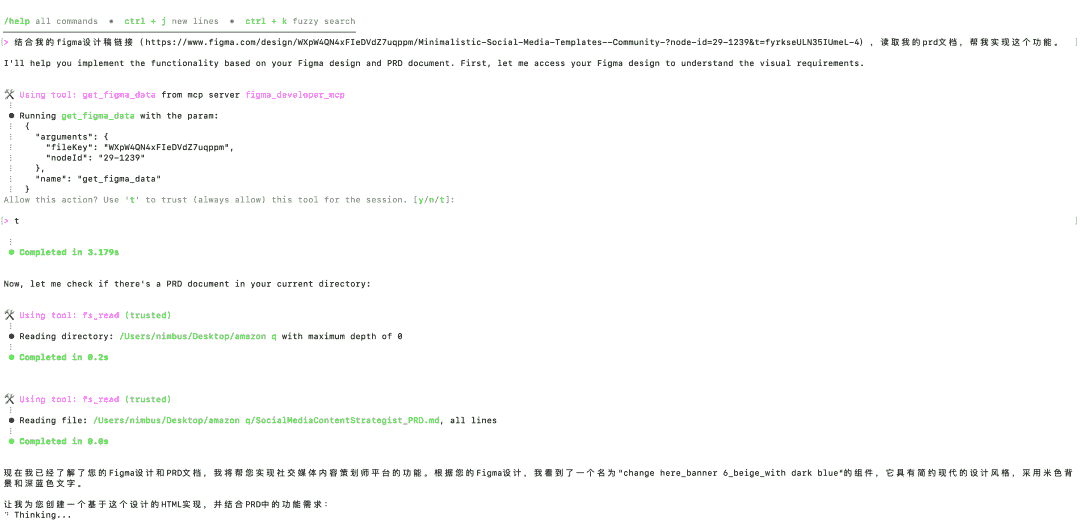 /help all commands • ctrl + j new lines • ctrl + k fuzzy search
> 结合我的figma设计稿链接（https://www.figma.com/design/WXpW4QN4xFIeDVdZ7uqppm/Minimalistic-Social-Media-Templates--Community-?node-id=29-1239&t=fyrkseULN35IUmeL-4），读取我的prd文档，帮我实现这个功能。
I'll help you implement the functionality based on your Figma design and PRD document. First, let me access your Figma design to understand the visual requirements.
🛠️ Using tool: get_figma_data from mcp server figma_developer_mcp
⋮
● Running get_figma_data with the param:
⋮ {
⋮ "arguments": {
⋮ "fileKey": "WXpW4QN4xFIeDVdZ7uqppm",
⋮ "nodeId": "29-1239"
⋮ },
⋮ "name": "get_figma_data"
⋮ }
Allow this action? Use 't' to trust (always allow) this tool for the session. [y/n/t]:
> t
⋮
● Completed in 3.179s
Now, let me check if there's a PRD document in your current directory:
🛠️ Using tool: fs_read (trusted)
⋮
● Reading directory: /Users/nimbus/Desktop/amazon q with maximum depth of 0
⋮
● Completed in 0.2s
🛠️ Using tool: fs_read (trusted)
⋮
● Reading file: /Users/nimbus/Desktop/amazon q/SocialMediaContentStrategist_PRD.md, all lines
⋮
● Completed in 0.0s
现在我已经了解了您的Figma设计和PRD文档，我将帮您实现社交媒体内容策划师平台的功能。根据您的Figma设计，我看到了一个名为"change here_banner 6_beige_with dark blue"的组件，它具有简约现代的设计风格，采用米色背
景和深蓝色文字。
让我为您创建一个基于这个设计的HTML实现，并结合PRD中的功能需求：
Thinking...